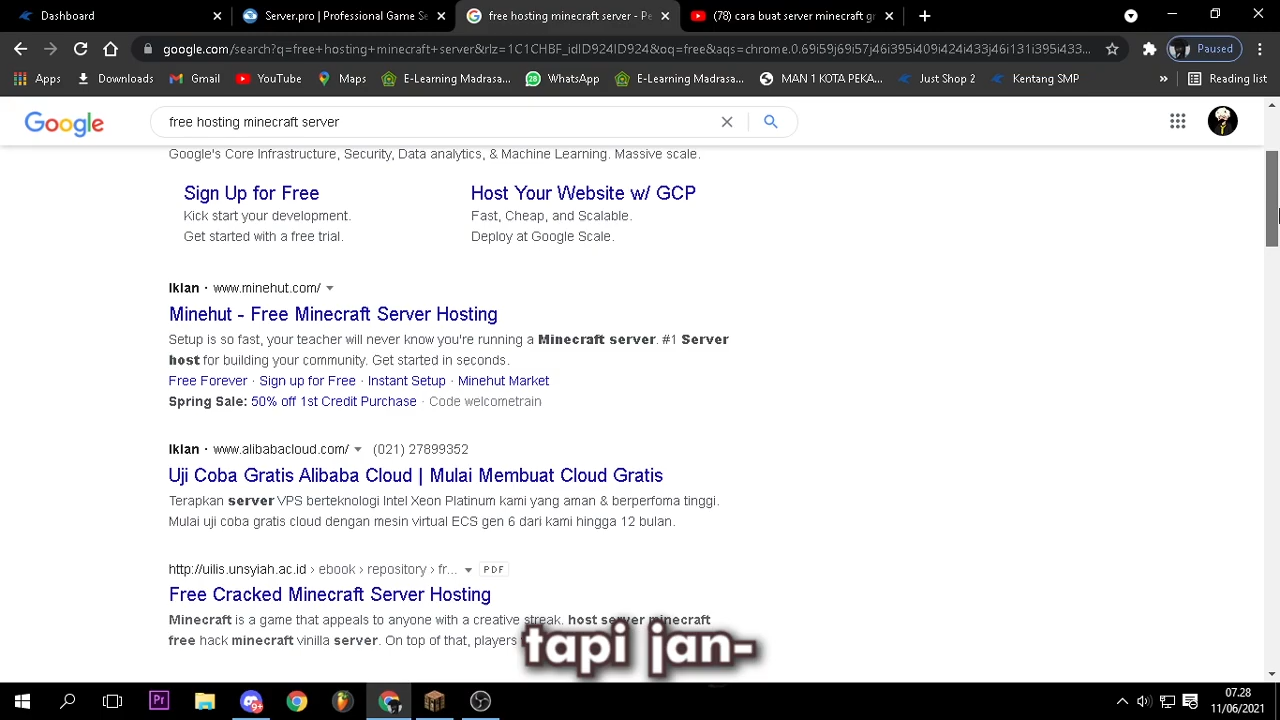 Dashboard
Server.pro | Professional Game Se
free hosting minecraft server - Pe
(78) cara buat server minecraft gr
google.com/search?q=free+hosting+minecraft+server&rlz=1C1CHBF_idID924ID924&oq=free&aqs=chrome.0.69i59j69i57j46i395i409i424i433j46i131i395i433...
Paused
Apps
Downloads
Gmail
YouTube
Maps
E-Learning Madrasa...
WhatsApp
E-Learning Madrasa...
MAN 1 KOTA PEKA...
Just Shop 2
Kentang SMP
»
Reading list
Google
free hosting minecraft server
Google's Core Infrastructure, Security, Data analytics, & Machine Learning. Massive scale.
Sign Up for Free
Kick start your development.
Get started with a free trial.
Host Your Website w/ GCP
Fast, Cheap, and Scalable.
Deploy at Google Scale.
Iklan · www.minehut.com/
Minehut - Free Minecraft Server Hosting
Setup is so fast, your teacher will never know you're running a Minecraft server. #1 Server
host for building your community. Get started in seconds.
Free Forever · Sign up for Free · Instant Setup · Minehut Market
Spring Sale: 50% off 1st Credit Purchase · Code welcometrain
Iklan · www.alibabacloud.com/ (021) 27899352
Uji Coba Gratis Alibaba Cloud | Mulai Membuat Cloud Gratis
Terapkan server VPS berteknologi Intel Xeon Platinum kami yang aman & berperfoma tinggi.
Mulai uji coba gratis cloud dengan mesin virtual ECS gen 6 dari kami hingga 12 bulan.
http://uilis.unsyiah.ac.id › ebook › repository › fr... PDF
Free Cracked Minecraft Server Hosting
Minecraft is a game that appeals to anyone with a creative streak. host server minecraft
free hack minecraft vinilla server. On top of that, players
tapi jan-
Pr
9+
07.28
11/06/2021